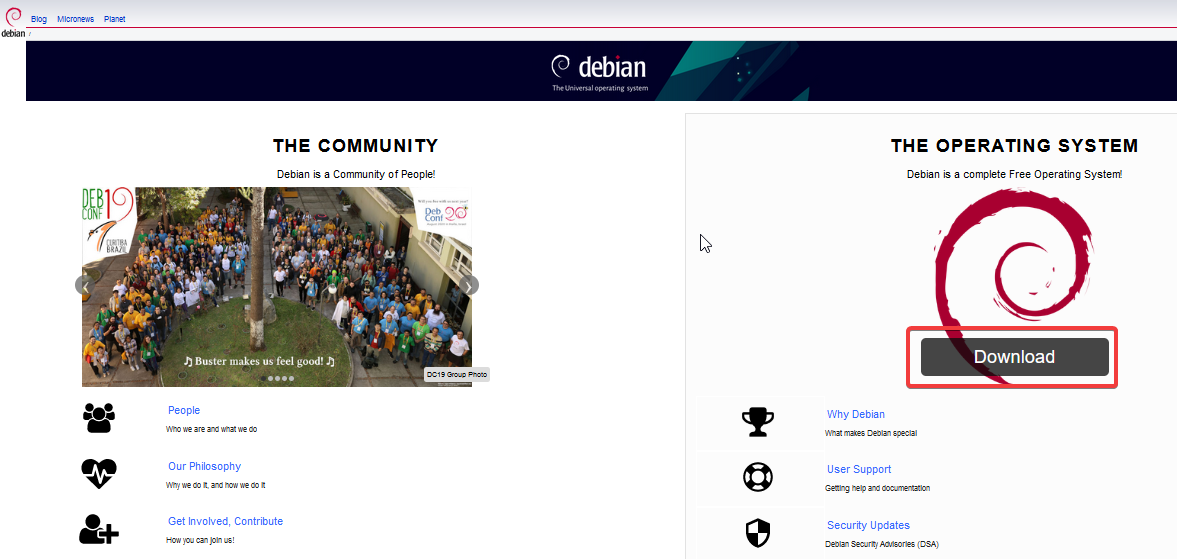 Blog Micronews Planet
debian /
debian
The Universal operating system
THE COMMUNITY
Debian is a Community of People!
DEB
CONF 19
CURITIBA
BRAZIL
Deb
Conf 20
♫ Buster makes us feel good! ♫
DC19 Group Photo
People
Who we are and what we do
Our Philosophy
Why we do it, and how we do it
Get Involved, Contribute
How you can join us!
THE OPERATING SYSTEM
Debian is a complete Free Operating System!
Download
Why Debian
What makes Debian special
User Support
Getting help and documentation
Security Updates
Debian Security Advisories (DSA)